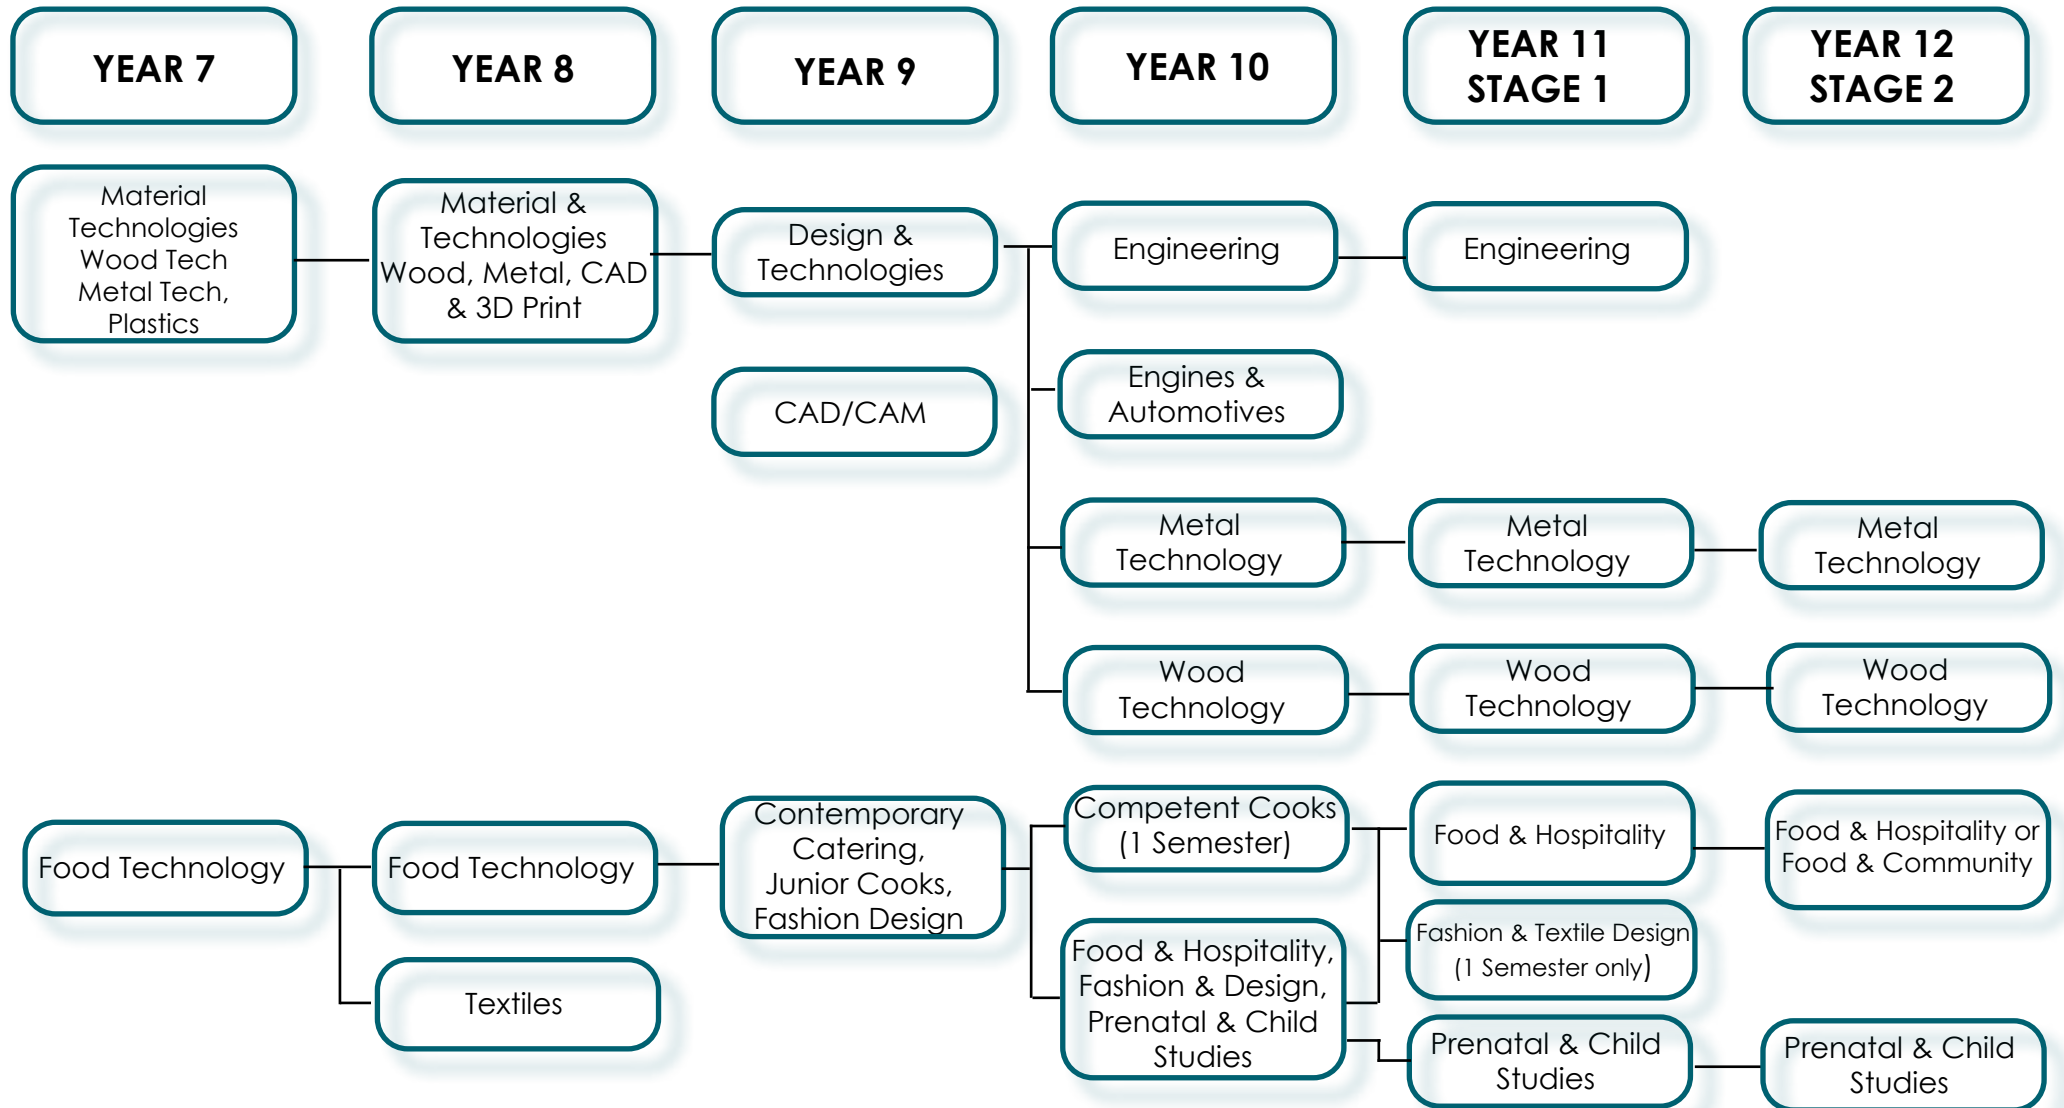 YEAR 7
YEAR 8
YEAR 9
YEAR 10
YEAR 11
STAGE 1
YEAR 12
STAGE 2
Material
Technologies
Wood Tech
Metal Tech,
Plastics
Material &
Technologies
Wood, Metal, CAD
& 3D Print
Design &
Technologies
Engineering
Engineering
CAD/CAM
Engines &
Automotives
Metal
Technology
Metal
Technology
Metal
Technology
Wood
Technology
Wood
Technology
Wood
Technology
Food Technology
Food Technology
Textiles
Contemporary
Catering,
Junior Cooks,
Fashion Design
Competent Cooks
(1 Semester)
Food & Hospitality
Food & Hospitality or
Food & Community
Food & Hospitality,
Fashion & Design,
Prenatal & Child
Studies
Fashion & Textile Design
(1 Semester only)
Prenatal & Child
Studies
Prenatal & Child
Studies